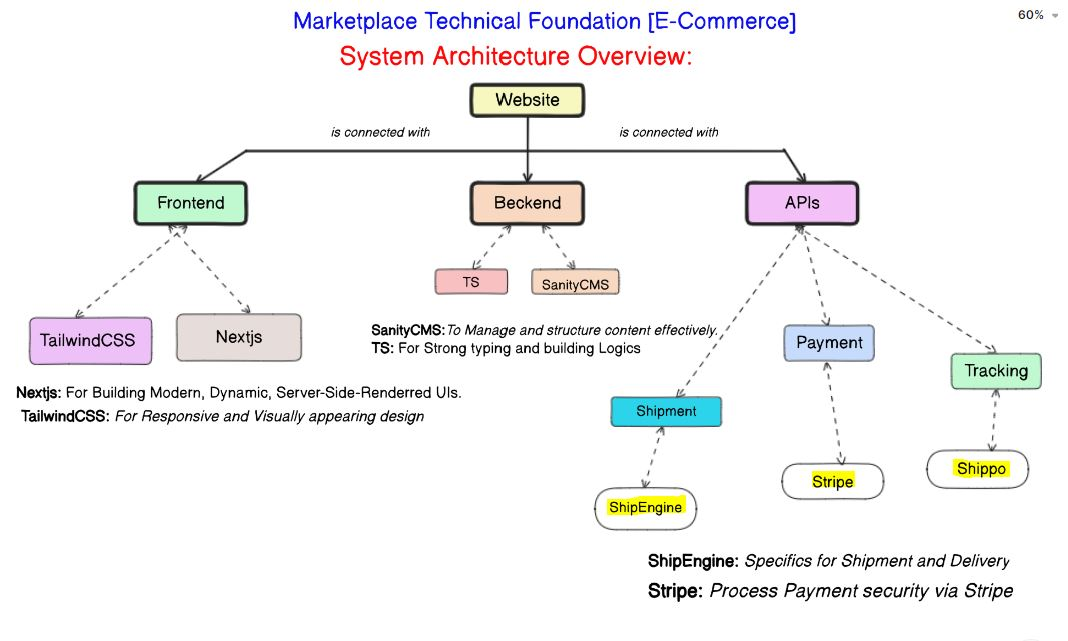 Marketplace Technical Foundation [E-Commerce]
60%
System Architecture Overview:
Website
is connected with
is connected with
Frontend
Beckend
APIs
TS
SanityCMS
TailwindCSS
Nextjs
SanityCMS: To Manage and structure content effectively.
TS: For Strong typing and building Logics
Payment
Tracking
Nextjs: For Building Modern, Dynamic, Server-Side-Renderred UIs.
TailwindCSS: For Responsive and Visually appearing design
Shipment
Shippo
Stripe
ShipEngine
ShipEngine: Specifics for Shipment and Delivery
Stripe: Process Payment security via Stripe